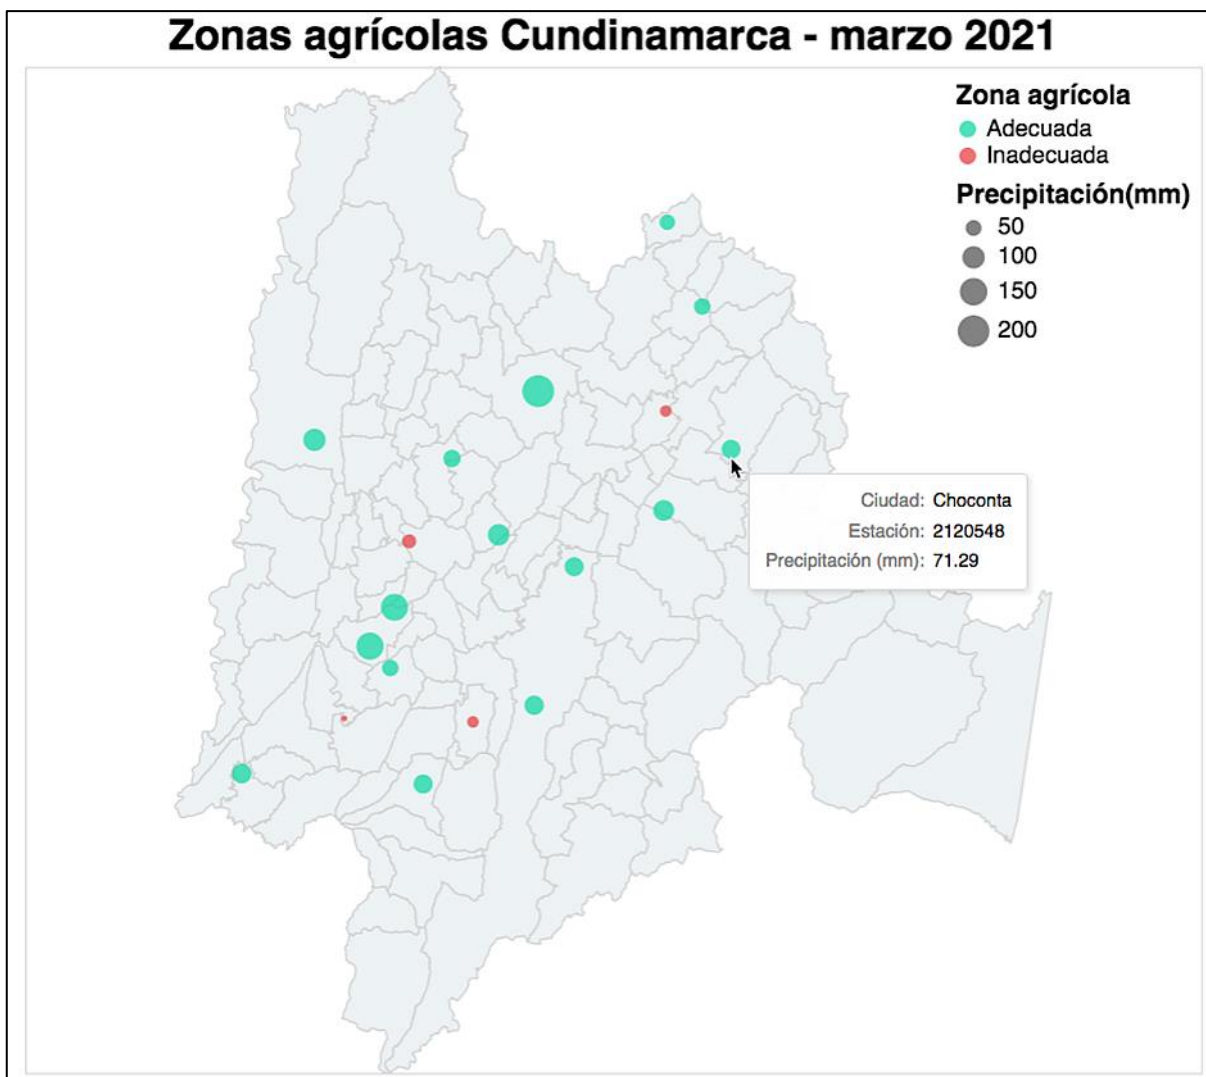 Zonas agrícolas Cundinamarca - marzo 2021
Zona agrícola
Adecuada
Inadecuada
Precipitación(mm)
50
100
150
200
Ciudad: Choconta
Estación: 2120548
Precipitación (mm): 71.29